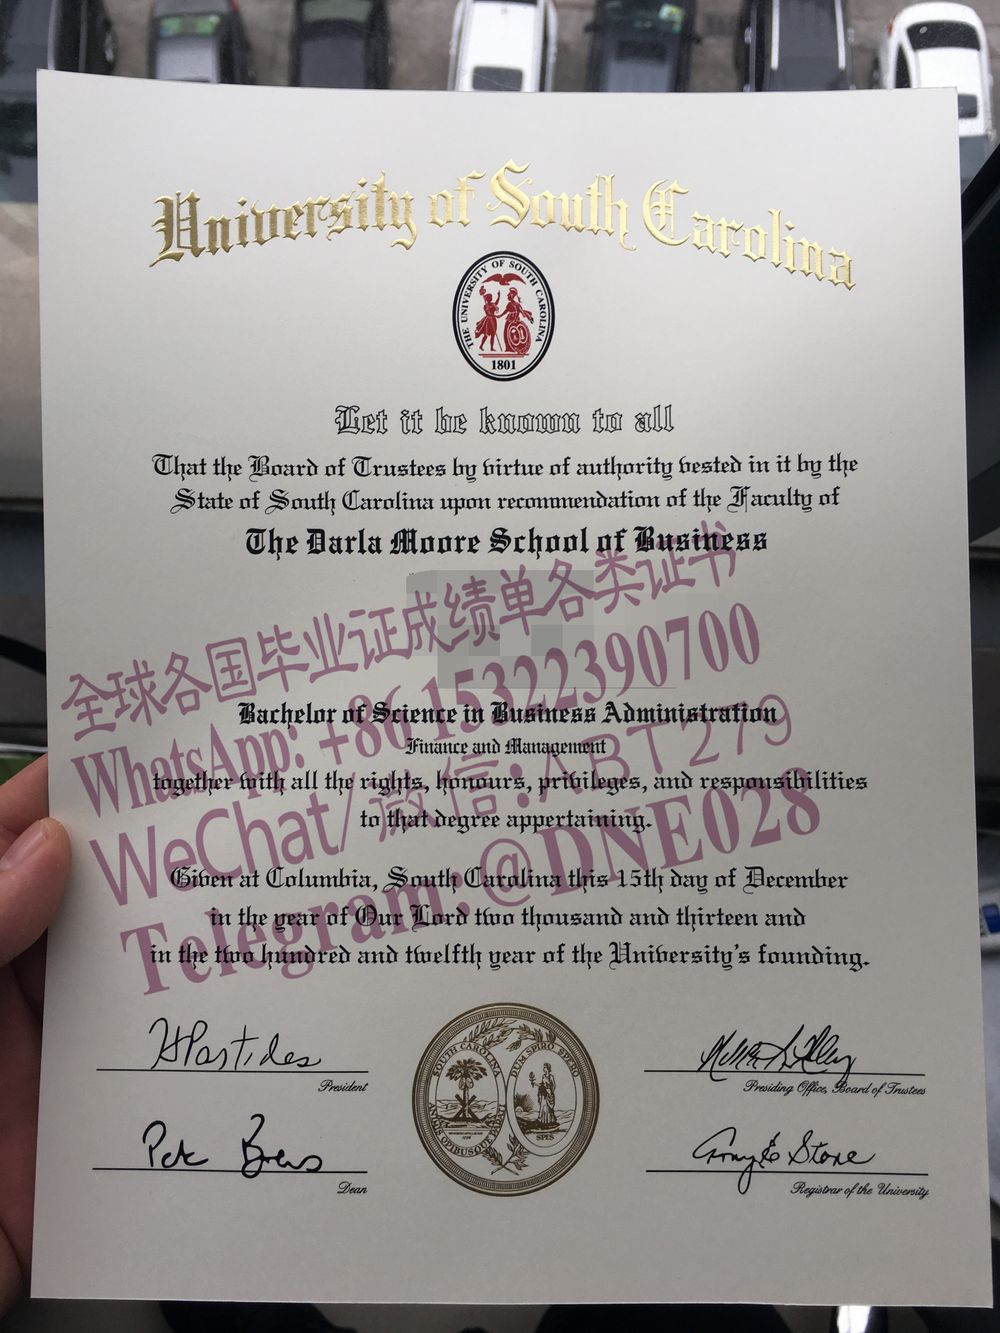 University of South Carolina
THE UNIVERSITY OF SOUTH CAROLINA
1801
Let it be known to all
That the Board of Trustees by virtue of authority vested in it by the
State of South Carolina upon recommendation of the Faculty of
The Darla Moore School of Business
全球各国毕业证成绩单各类证书
WhatsApp: +86 15322390700
Bachelor of Science in Business Administration
Finance and Management
WeChat/微信:ABT279
together with all the rights, honours, privileges, and responsibilities
to that degree appertaining.
Telegram:@DNE028
Given at Columbia, South Carolina this 15th day of December
in the year of Our Lord two thousand and thirteen and
in the two hundred and twelfth year of the University's founding.
HPastides
President
Presiding Office, Board of Trustees
SOUTH CAROLINA
ANIMIS OPIBUSQUE PARATI
DUM SPIRO SPERO
SPES
Dean
Registrar of the University